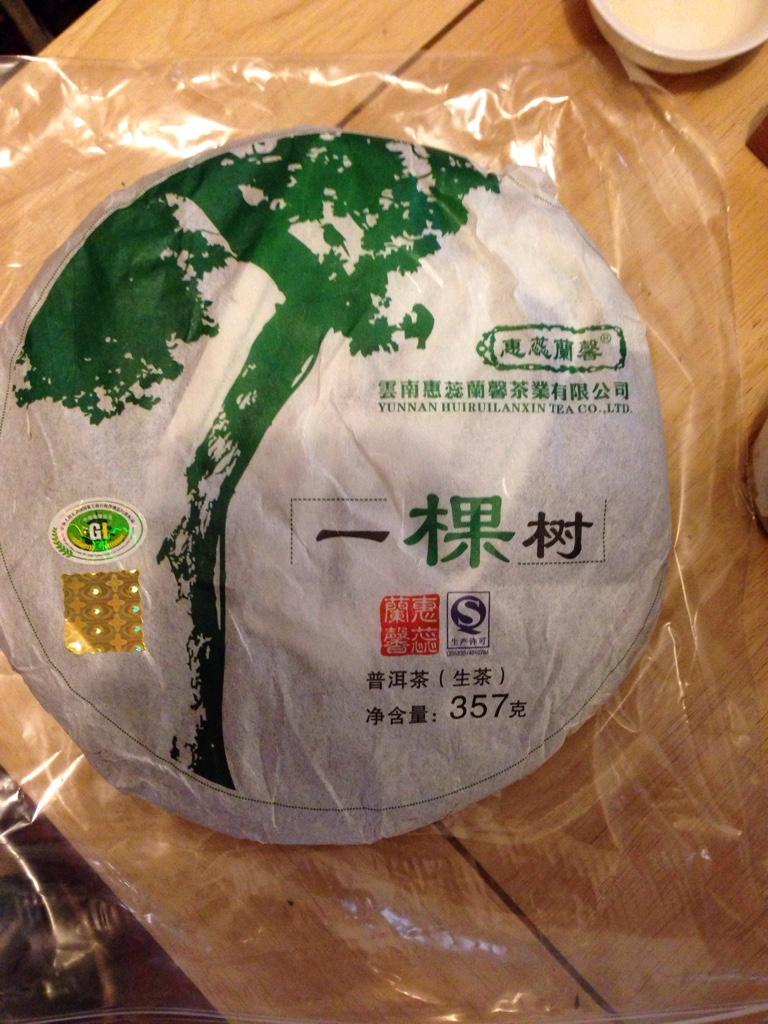 惠蕊蘭馨®
雲南惠蕊蘭馨茶業有限公司
YUNNAN HUIRUILANXIN TEA CO.,LTD.
一棵树
GI
惠蕊
蘭馨
S
生产许可
普洱茶（生茶）
净含量：357克